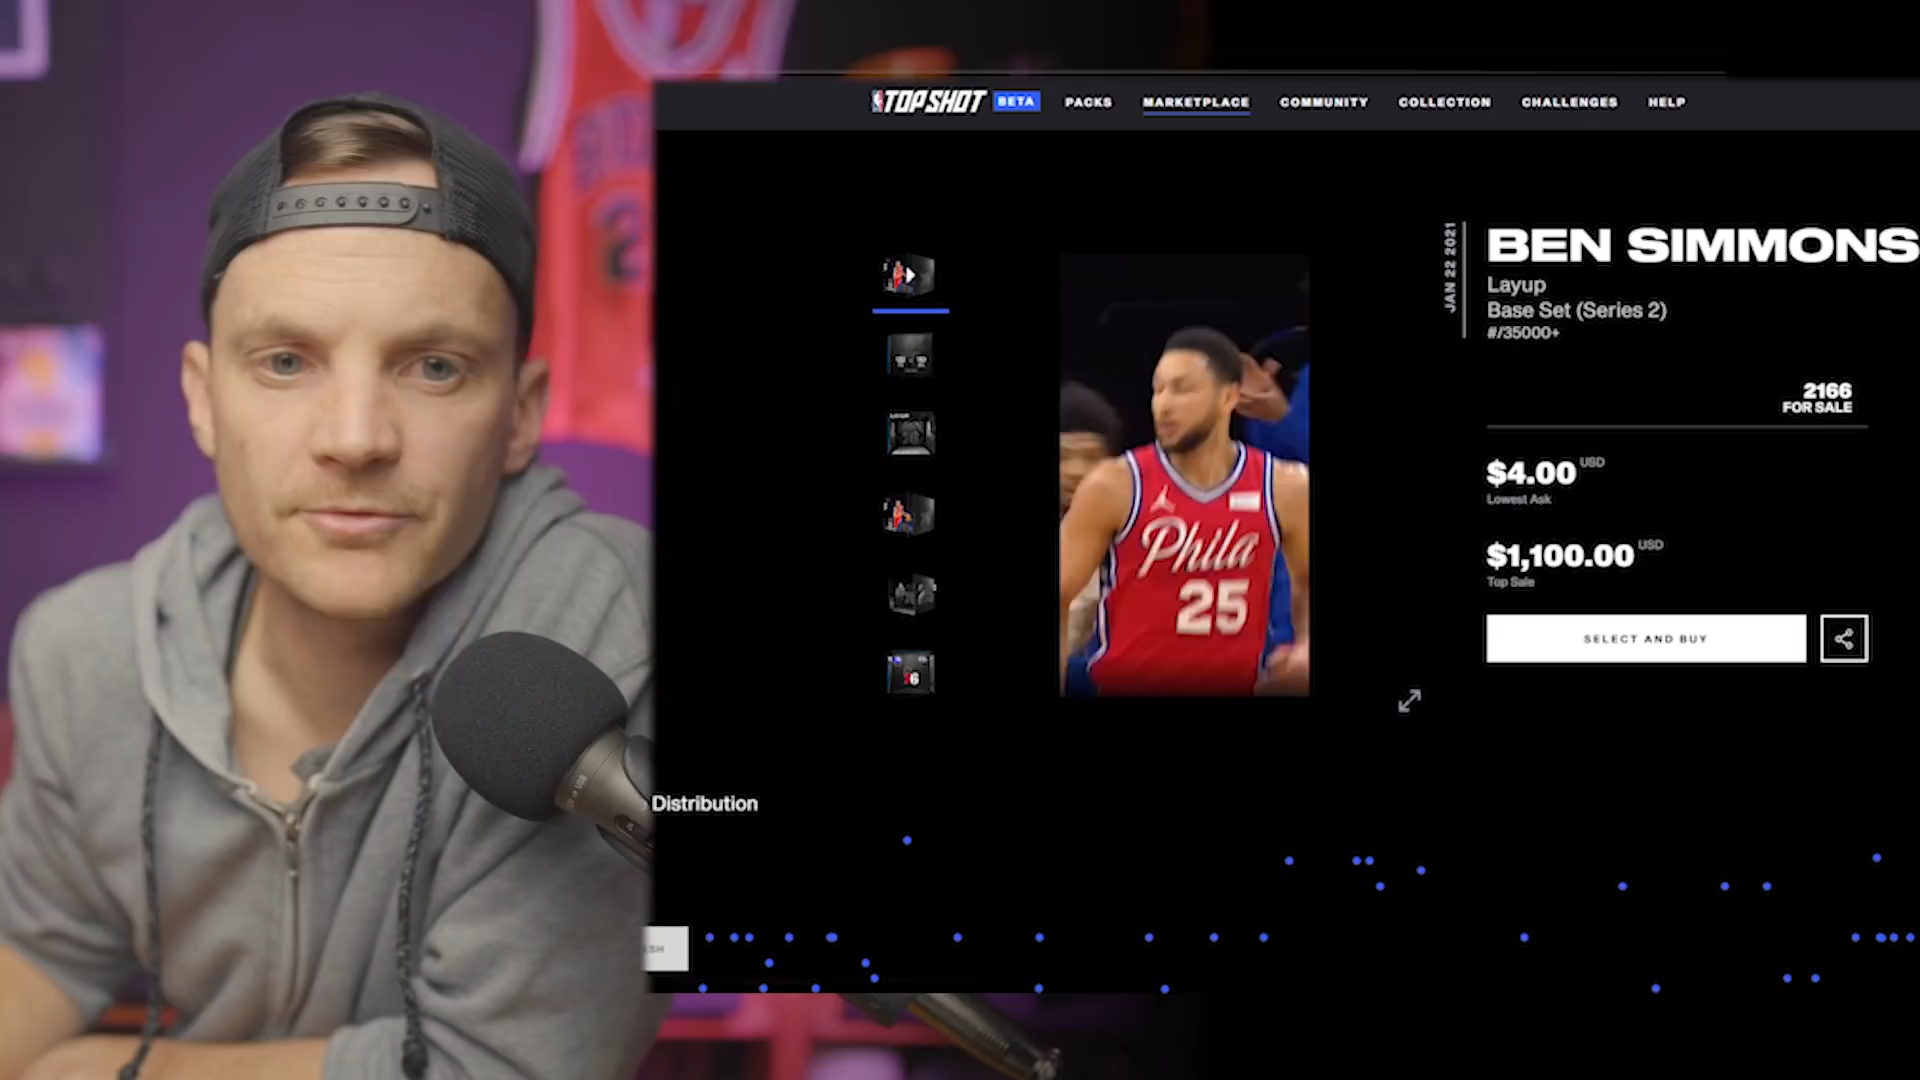 TOP SHOT BETA PACKS MARKETPLACE COMMUNITY COLLECTION CHALLENGES HELP
JAN 22 2021
BEN SIMMONS
Layup
Base Set (Series 2)
#/35000+
2166
FOR SALE
$4.00 USD
Lowest Ask
$1,100.00 USD
Top Sale
SELECT AND BUY
Phila
25
USB
Distribution